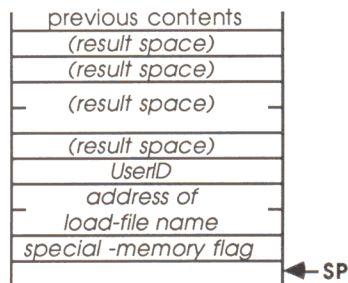 previous contents
(result space)
(result space)
(result space)
(result space)
UserID
address of
load-file name
special -memory flag
SP